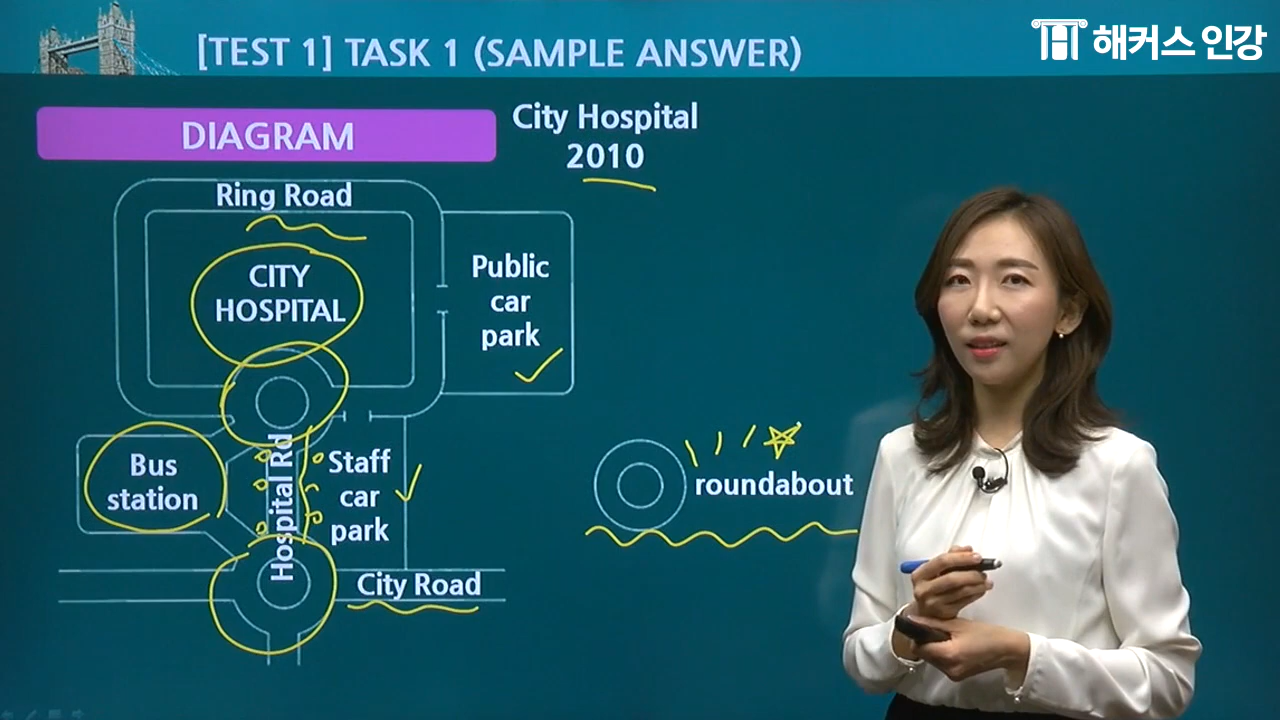 [TEST 1] TASK 1 (SAMPLE ANSWER)
해커스 인강
DIAGRAM
City Hospital
2010
Ring Road
CITY
HOSPITAL
Public
car
park
Bus
station
Hospital Rd
Staff
car
park
roundabout
City Road